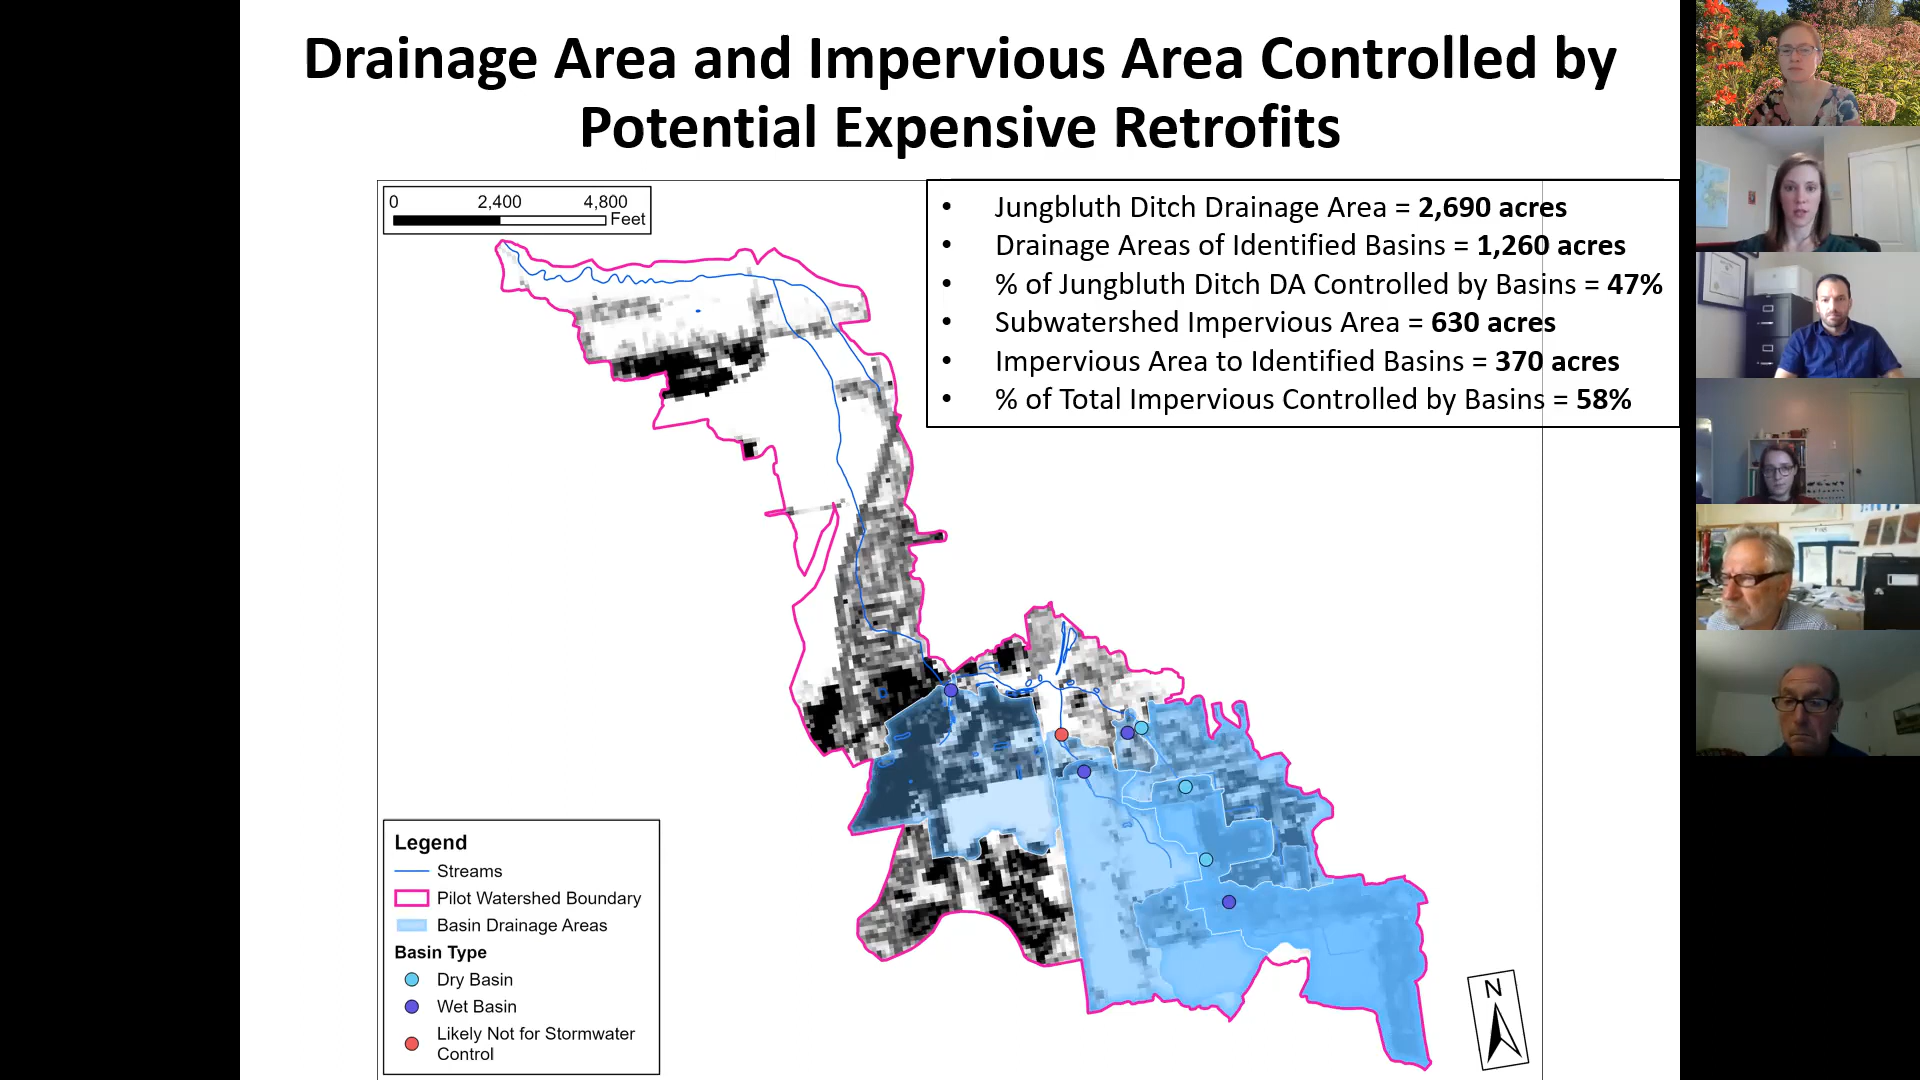 Drainage Area and Impervious Area Controlled by
Potential Expensive Retrofits
0 2,400 4,800
Feet
• Jungbluth Ditch Drainage Area = 2,690 acres
• Drainage Areas of Identified Basins = 1,260 acres
• % of Jungbluth Ditch DA Controlled by Basins = 47%
• Subwatershed Impervious Area = 630 acres
• Impervious Area to Identified Basins = 370 acres
• % of Total Impervious Controlled by Basins = 58%
Legend
Streams
Pilot Watershed Boundary
Basin Drainage Areas
Basin Type
Dry Basin
Wet Basin
Likely Not for Stormwater
Control
N